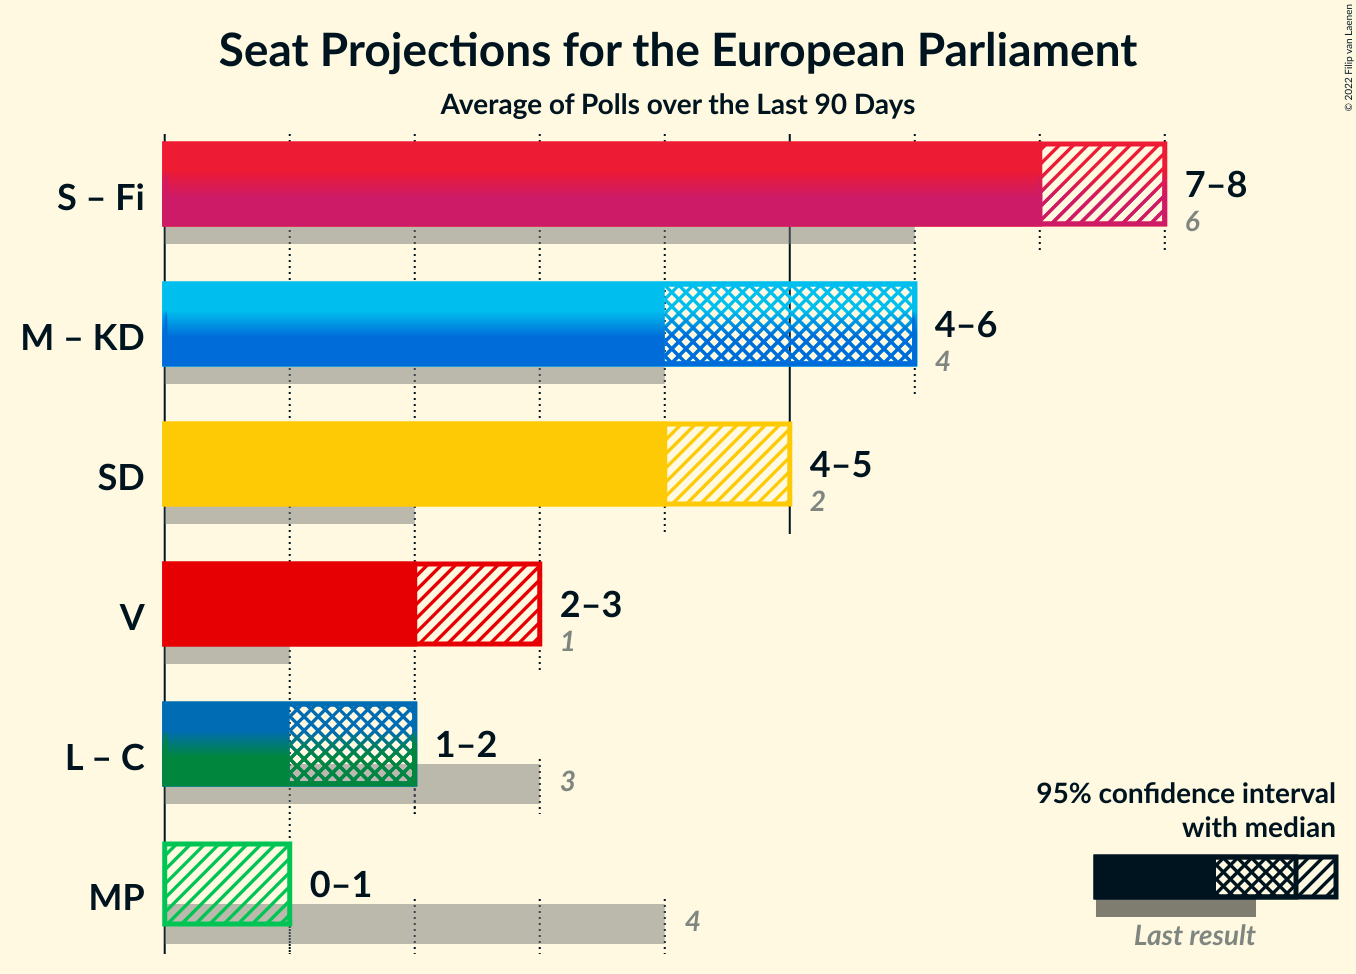 Seat Projections for the European Parliament
Average of Polls over the Last 90 Days
© 2022 Filip van Laenen
S – Fi
7–8
6
M – KD
4–6
4
SD
4–5
2
V
2–3
1
L – C
1–2
3
MP
0–1
4
95% confidence interval
with median
Last result